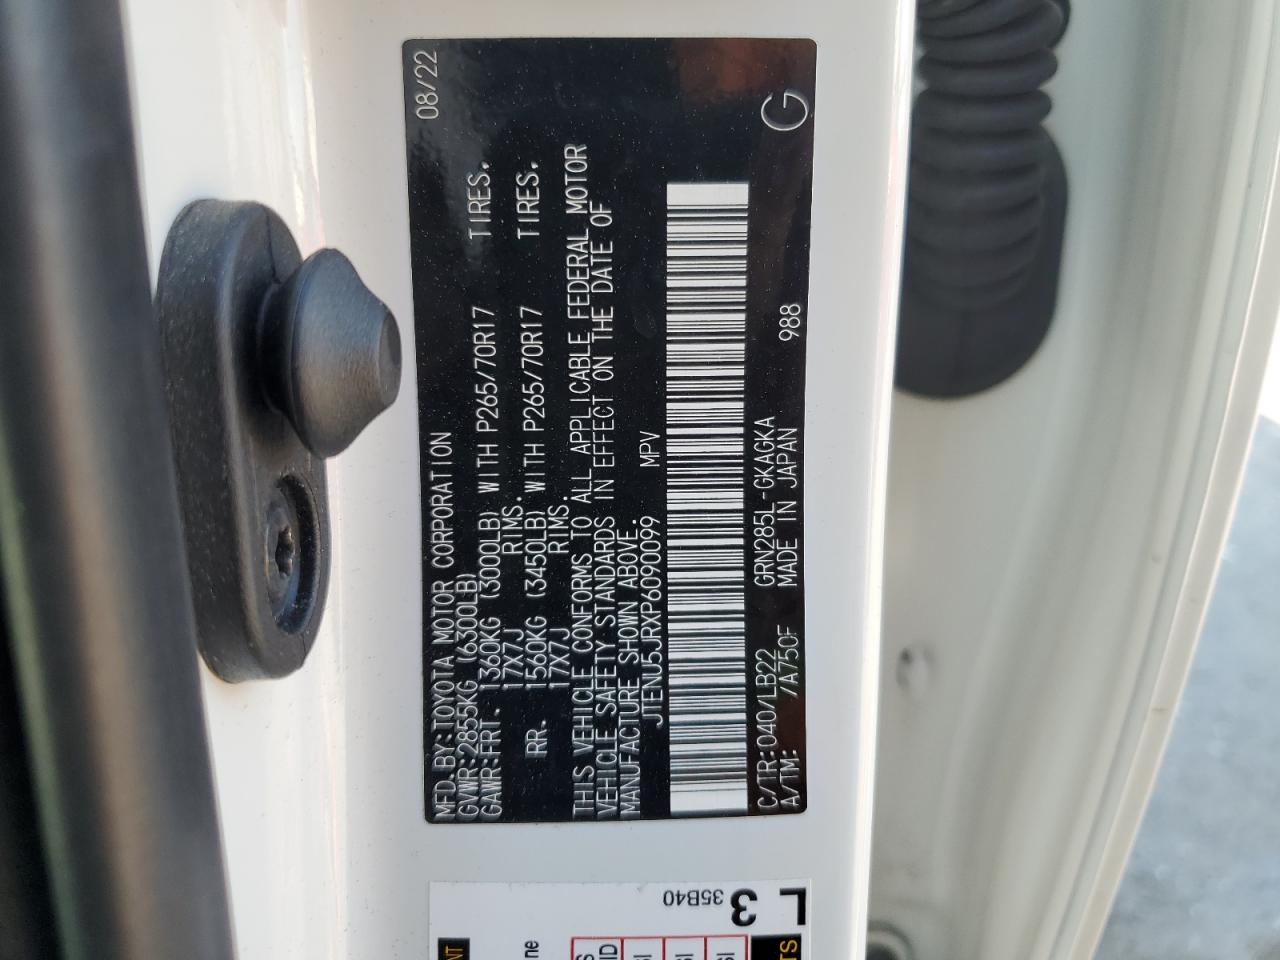 MFD.BY:TOYOTA MOTOR CORPORATION 08/22
GVWR:2855KG (6300LB)
GAWR:FRT. 1360KG (3000LB) WITH P265/70R17 TIRES.
17X7J RIMS.
RR. 1560KG (3450LB) WITH P265/70R17 TIRES.
17X7J RIMS.
THIS VEHICLE CONFORMS TO ALL APPLICABLE FEDERAL MOTOR
VEHICLE SAFETY STANDARDS IN EFFECT ON THE DATE OF
MANUFACTURE SHOWN ABOVE.
JTENU5JRXP6090099 MPV
C/TR:040/LB22 GRN285L-GKAGKA G
A/TM: /A750F MADE IN JAPAN 988
L
3
35B40